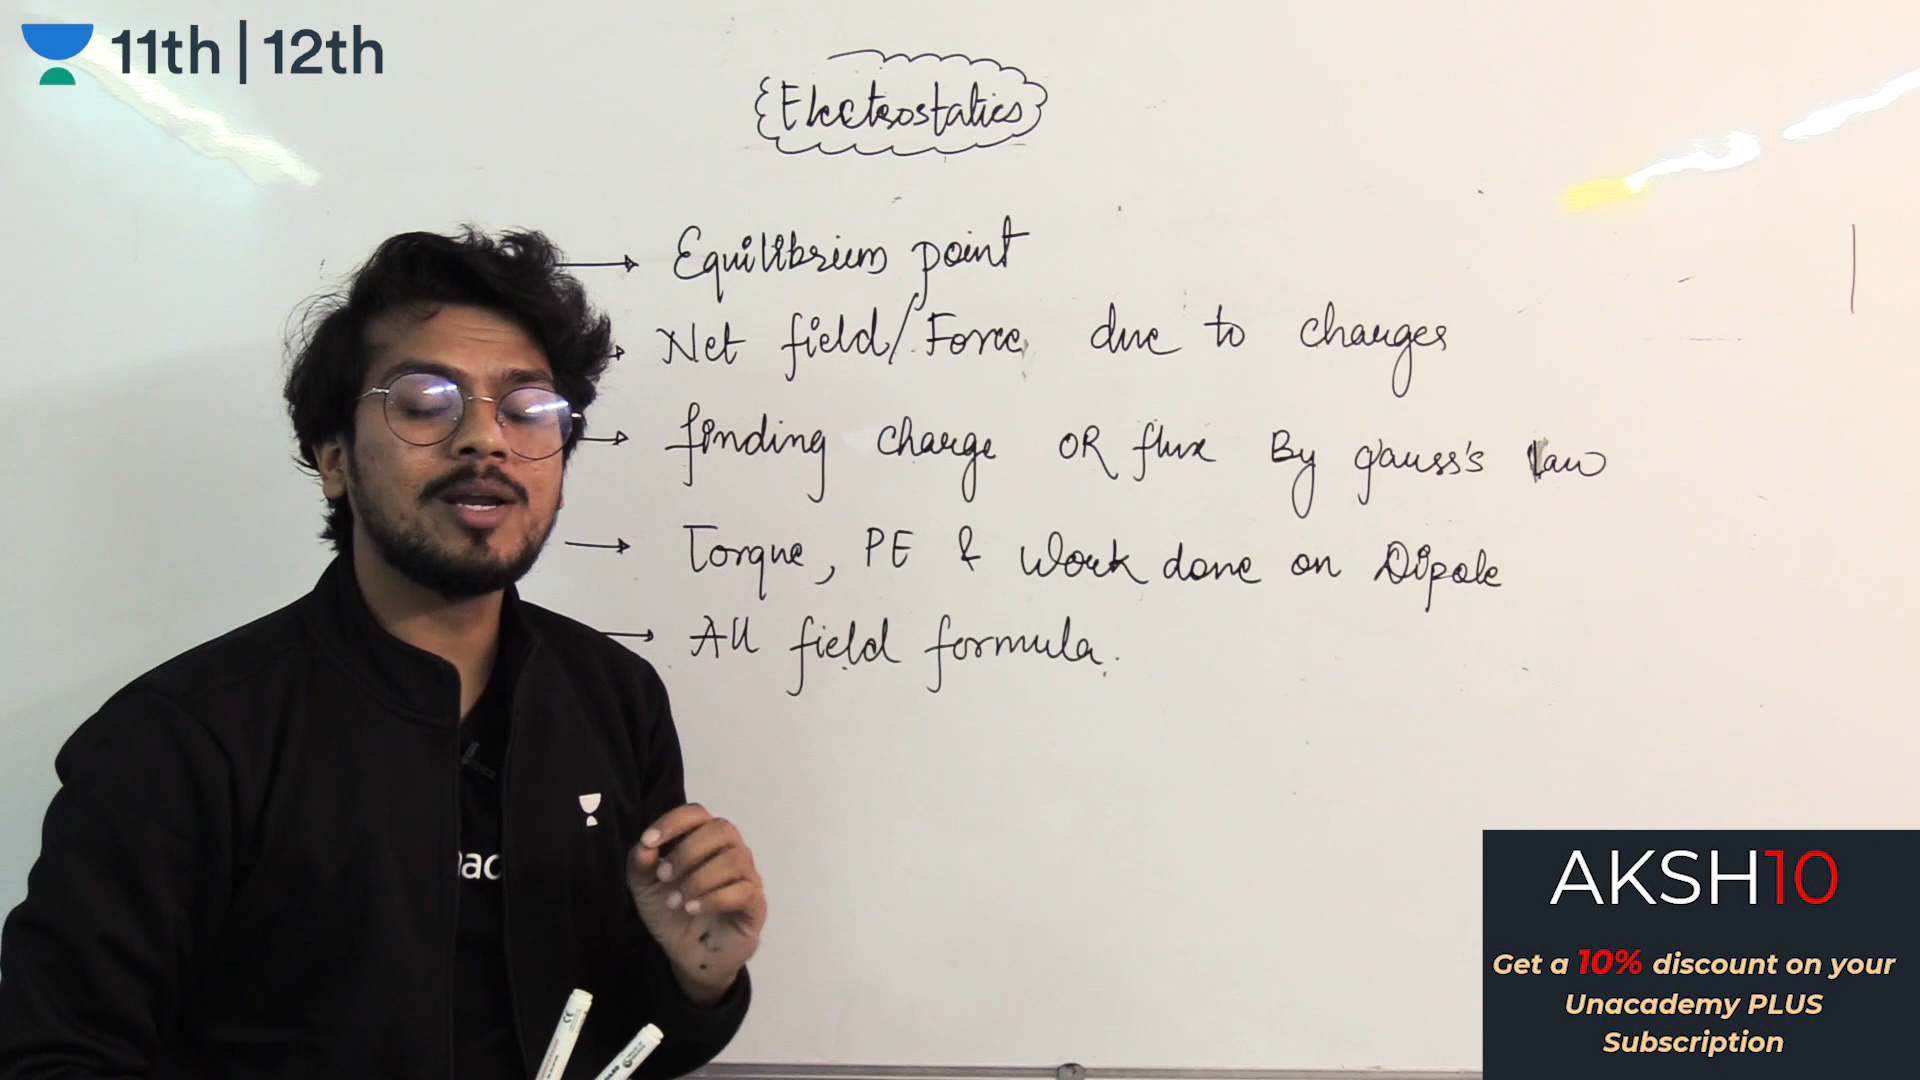 11th | 12th
Electrostatics
Equilibrium point
Net field/Force due to charges
finding charge OR flux By gauss's law
Torque, PE & Work done on Dipole
All field formula.
AKSH10
Get a 10% discount on your
Unacademy PLUS
Subscription